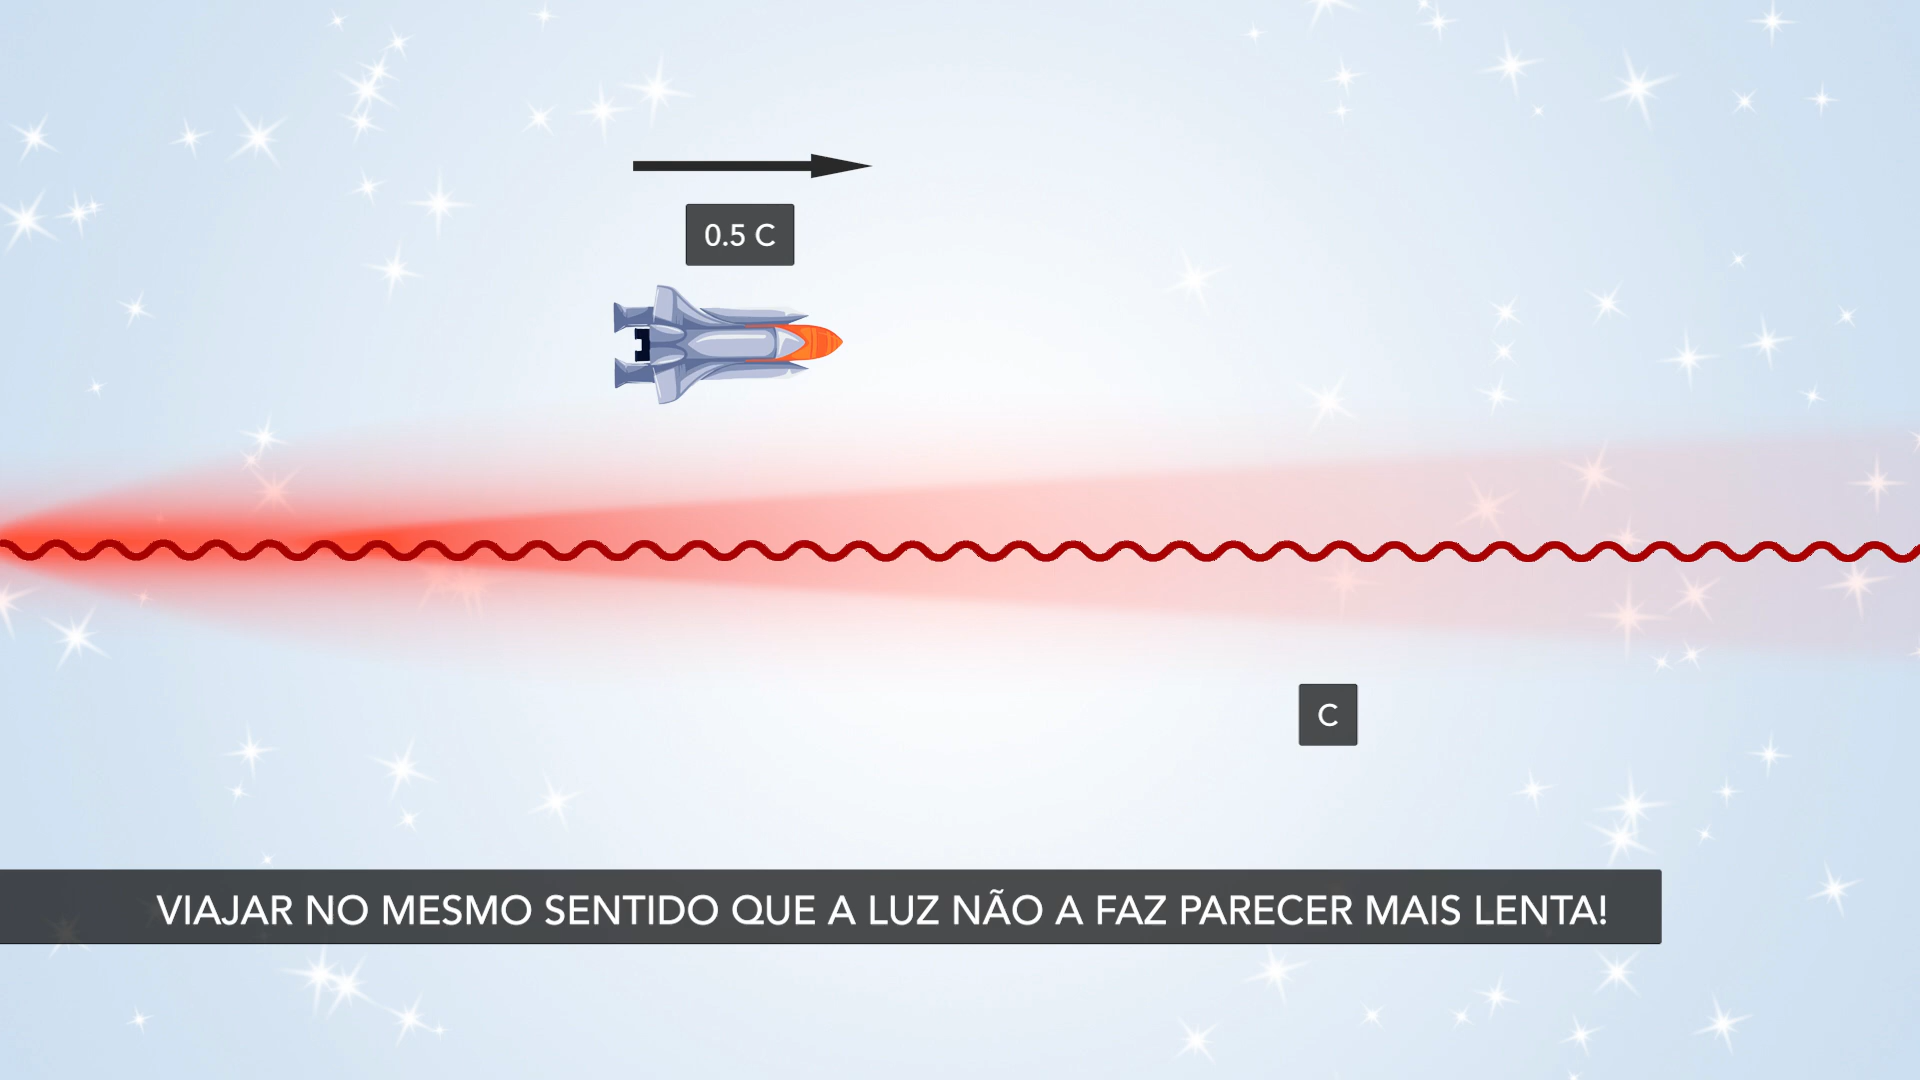 0.5 C
C
VIAJAR NO MESMO SENTIDO QUE A LUZ NÃO A FAZ PARECER MAIS LENTA!